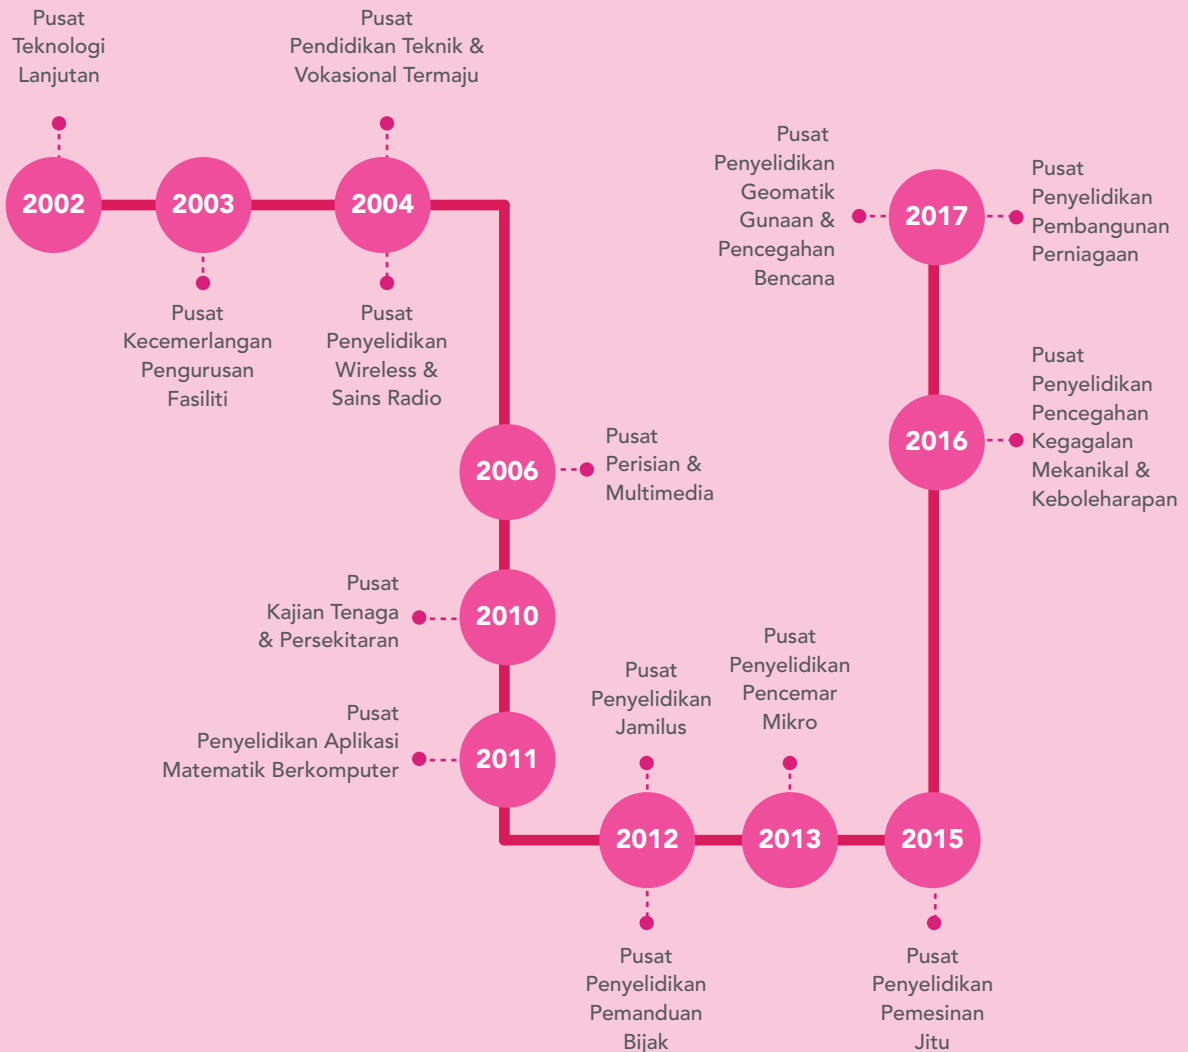 Pusat
Teknologi
Lanjutan
2002
2003
Pusat
Kecemerlangan
Pengurusan
Fasiliti
Pusat
Pendidikan Teknik &
Vokasional Termaju
2004
Pusat
Penyelidikan
Wireless &
Sains Radio
2006
Pusat
Perisian &
Multimedia
Pusat
Kajian Tenaga
& Persekitaran
2010
Pusat
Penyelidikan Aplikasi
Matematik Berkomputer
2011
Pusat
Penyelidikan
Jamilus
2012
Pusat
Penyelidikan
Pemanduan
Bijak
Pusat
Penyelidikan
Pencemar
Mikro
2013
2015
Pusat
Penyelidikan
Pemesinan
Jitu
2016
Pusat
Penyelidikan
Pencegahan
Kegagalan
Mekanikal &
Keboleharapan
Pusat
Penyelidikan
Geomatik
Gunaan &
Pencegahan
Bencana
2017
Pusat
Penyelidikan
Pembangunan
Perniagaan